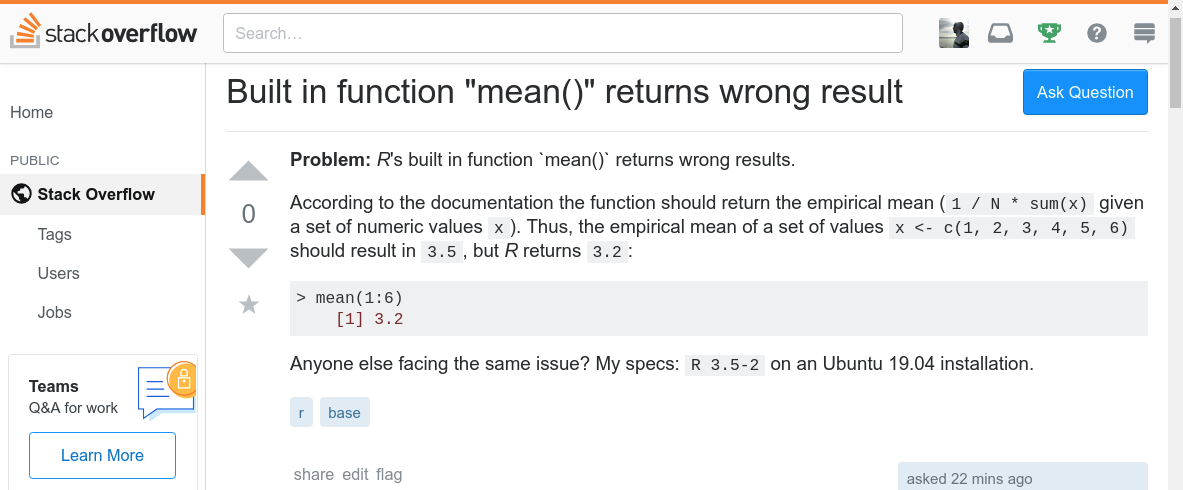 stackoverflow
Search...
Built in function "mean()" returns wrong result
Ask Question
Home
PUBLIC
Stack Overflow
Tags
Users
Jobs
Teams
Q&A for work
Learn More
0
Problem: R's built in function `mean()` returns wrong results.
According to the documentation the function should return the empirical mean ( 1 / N * sum(x) given
a set of numeric values x ). Thus, the empirical mean of a set of values x <- c(1, 2, 3, 4, 5, 6)
should result in 3.5 , but R returns 3.2 :
> mean(1:6)
[1] 3.2
Anyone else facing the same issue? My specs: R 3.5-2 on an Ubuntu 19.04 installation.
r base
share edit flag
asked 22 mins ago